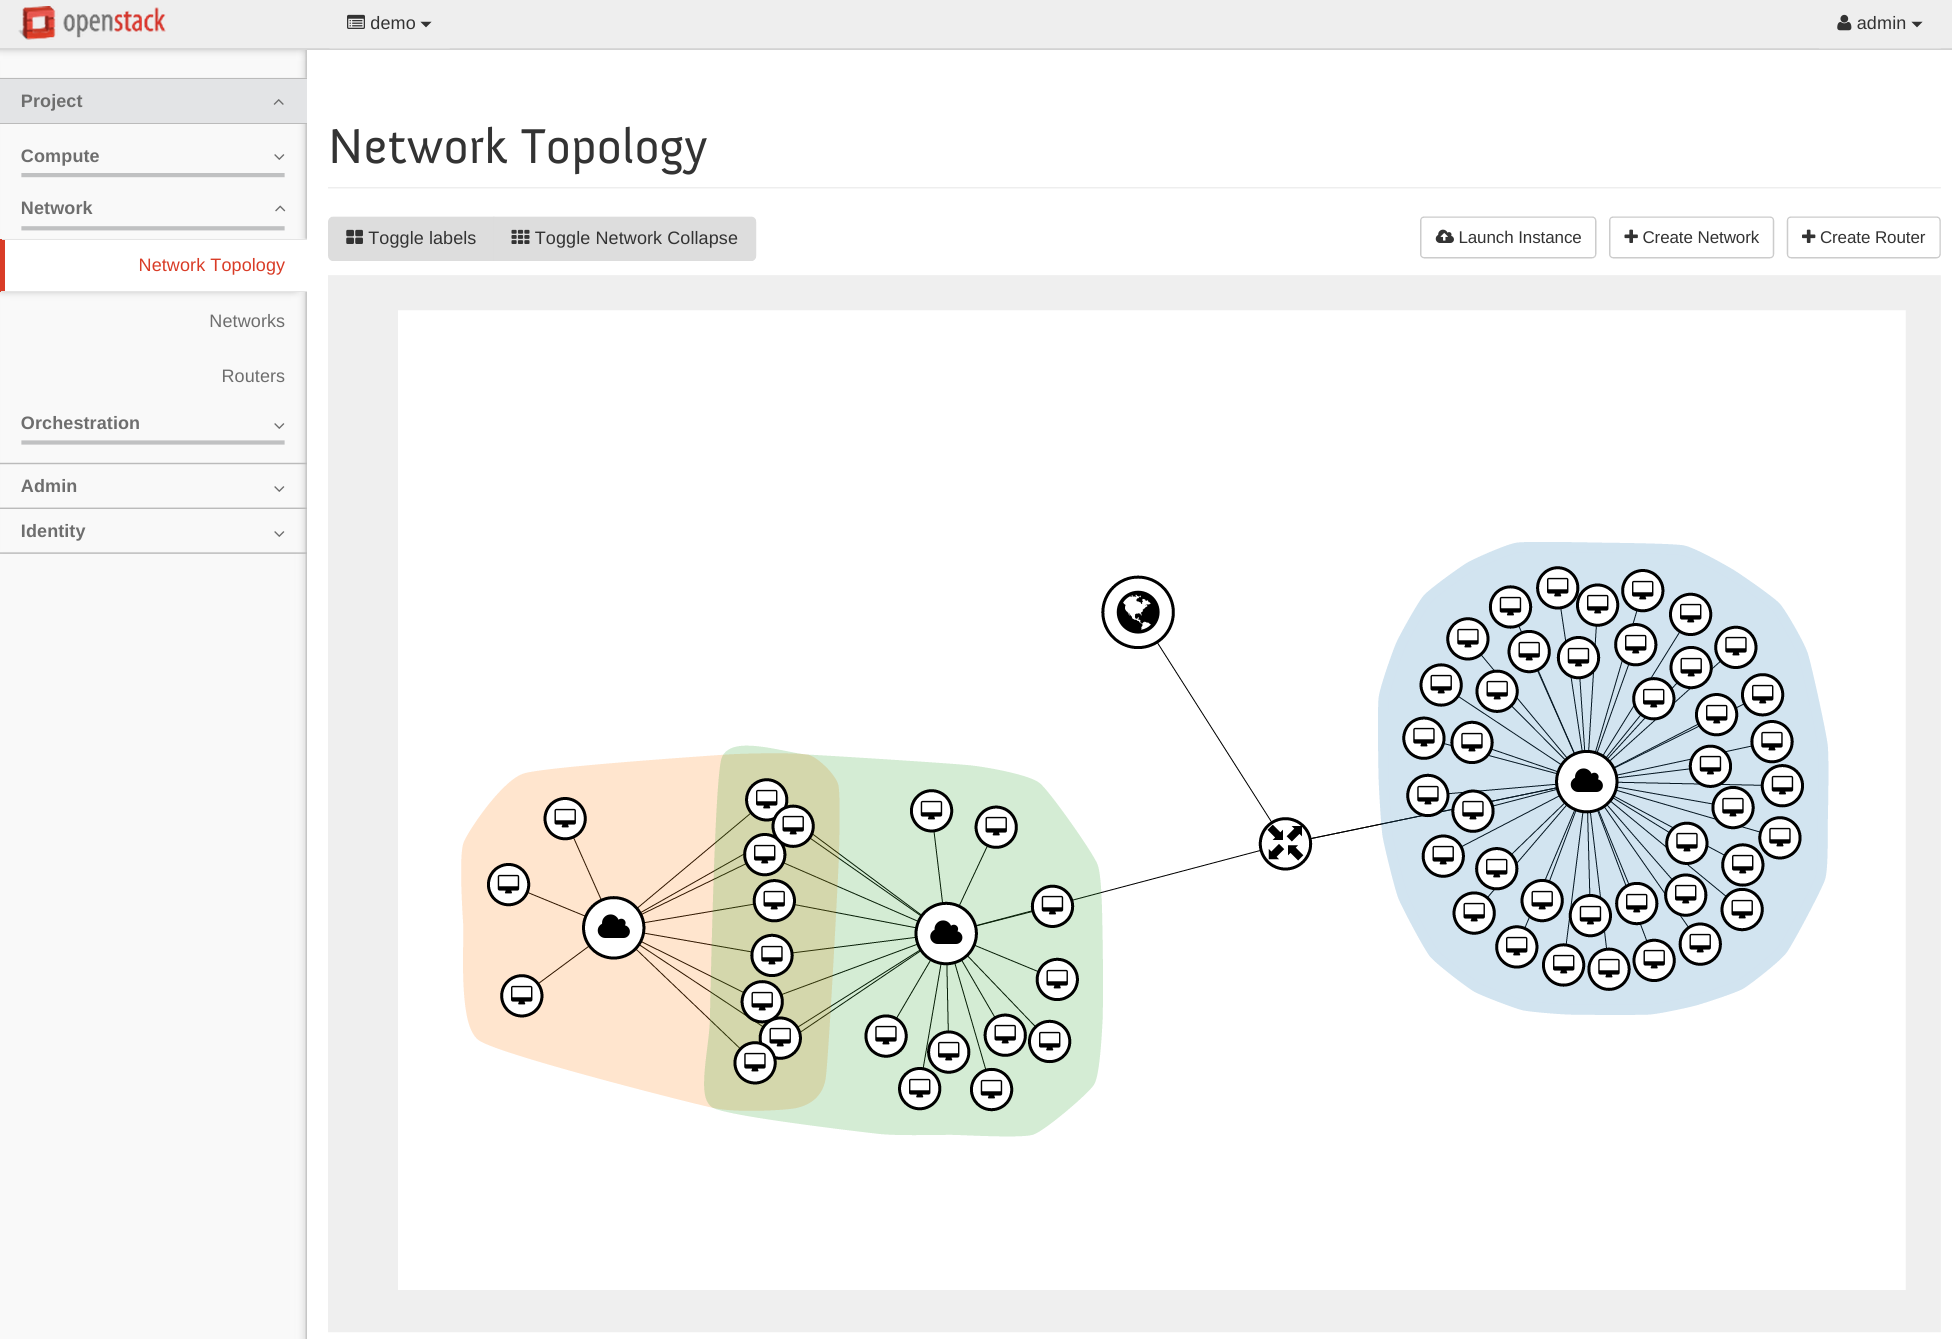 openstack
demo
admin
Project
Compute
Network
Network Topology
Networks
Routers
Orchestration
Admin
Identity
Network Topology
Toggle labels
Toggle Network Collapse
Launch Instance
Create Network
Create Router